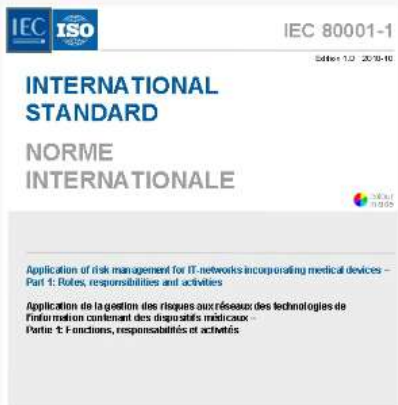 IEC ISO
IEC 80001-1
Edition 1.0 2010-10
INTERNATIONAL
STANDARD
NORME
INTERNATIONALE
colour
inside
Application of risk management for IT-networks incorporating medical devices –
Part 1: Roles, responsibilities and activities
Application de la gestion des risques aux réseaux des technologies de
l'information contenant des dispositifs médicaux –
Partie 1: Fonctions, responsabilités et activités